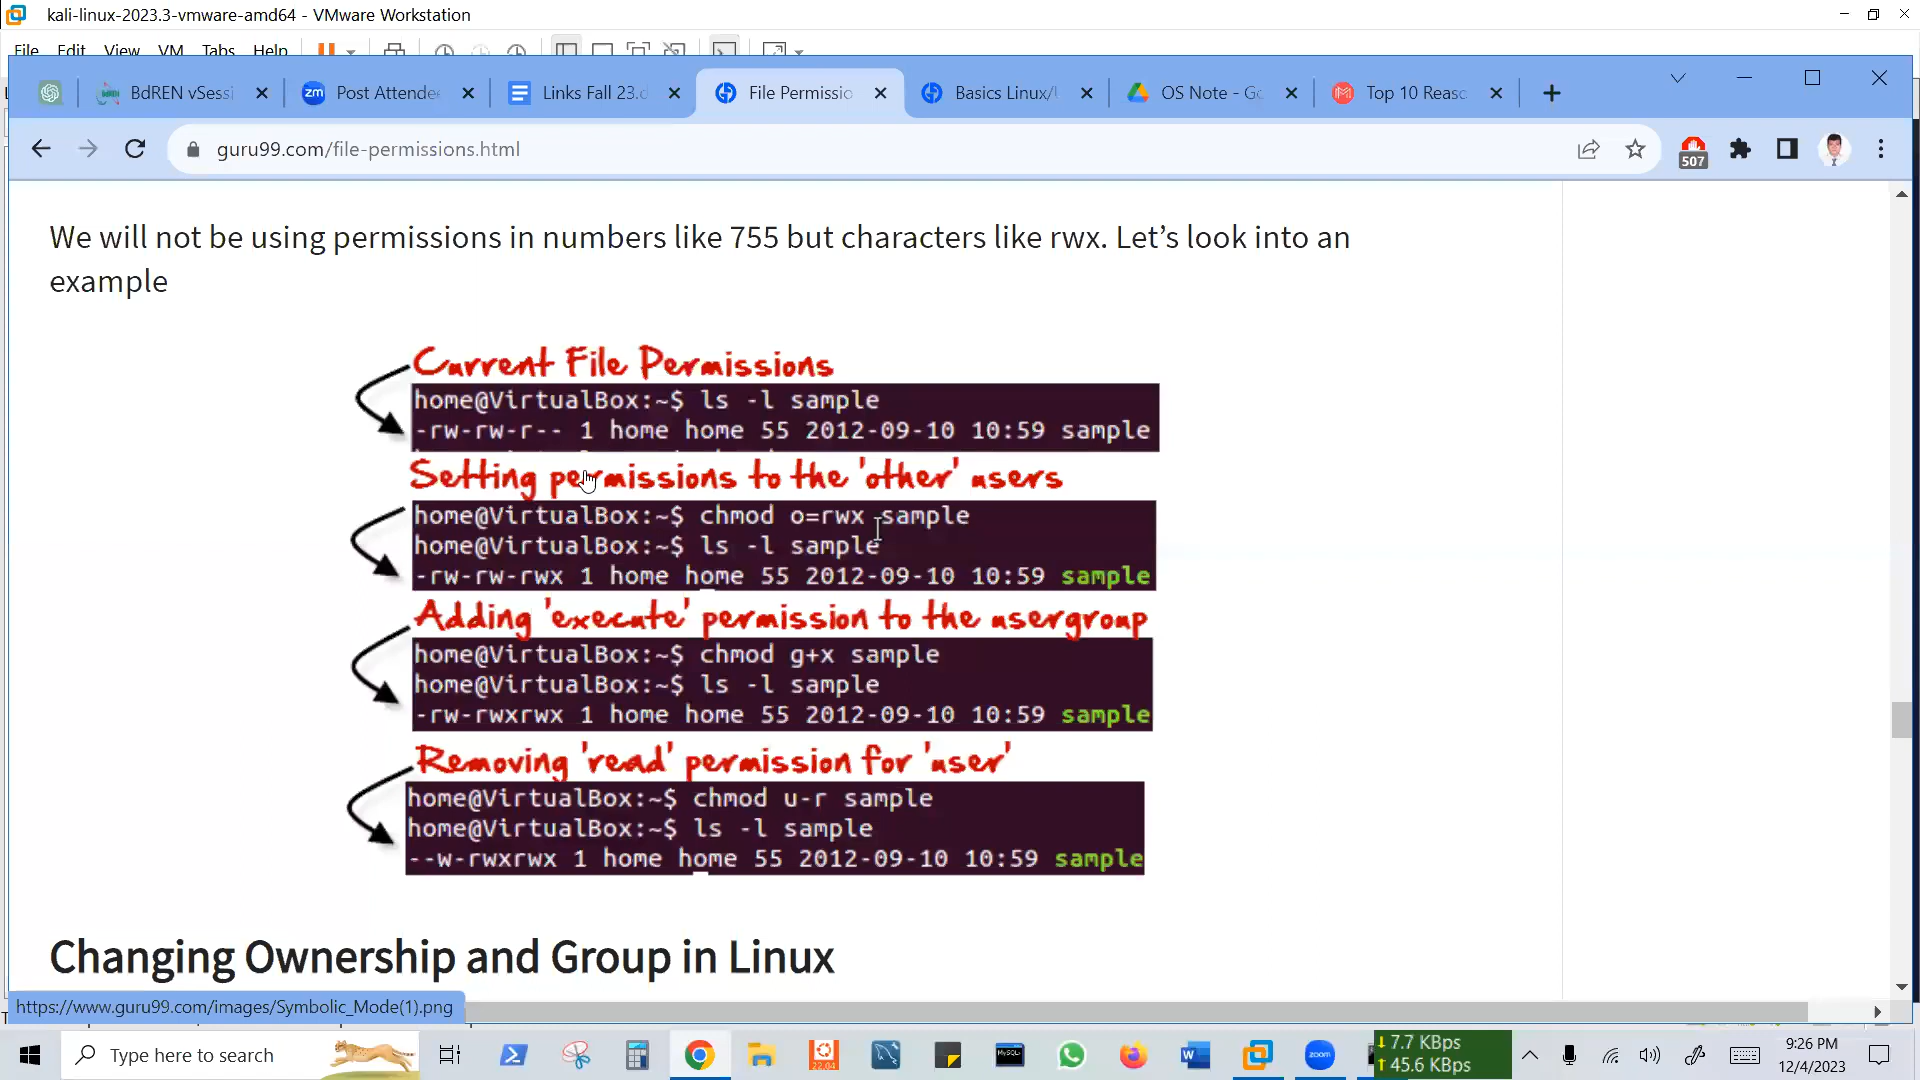 kali-linux-2023.3-vmware-amd64 - VMware Workstation
File Edit View VM Tabs Help
BdREN vSessi
Post Attende
Links Fall 23.d
File Permissio
Basics Linux/U
OS Note - Go
Top 10 Reaso
guru99.com/file-permissions.html
507
We will not be using permissions in numbers like 755 but characters like rwx. Let's look into an
example
Current File Permissions
home@VirtualBox:~$ ls -l sample
-rw-rw-r-- 1 home home 55 2012-09-10 10:59 sample
Setting permissions to the 'other' users
home@VirtualBox:~$ chmod o=rwx sample
home@VirtualBox:~$ ls -l sample
-rw-rw-rwx 1 home home 55 2012-09-10 10:59 sample
Adding 'execute' permission to the usergroup
home@VirtualBox:~$ chmod g+x sample
home@VirtualBox:~$ ls -l sample
-rw-rwxrwx 1 home home 55 2012-09-10 10:59 sample
Removing 'read' permission for 'user'
home@VirtualBox:~$ chmod u-r sample
home@VirtualBox:~$ ls -l sample
--w-rwxrwx 1 home home 55 2012-09-10 10:59 sample
Changing Ownership and Group in Linux
https://www.guru99.com/images/Symbolic_Mode(1).png
Type here to search
22.04
MySQL
zoom
↓ 7.7 KBps
↑ 45.6 KBps
9:26 PM
12/4/2023